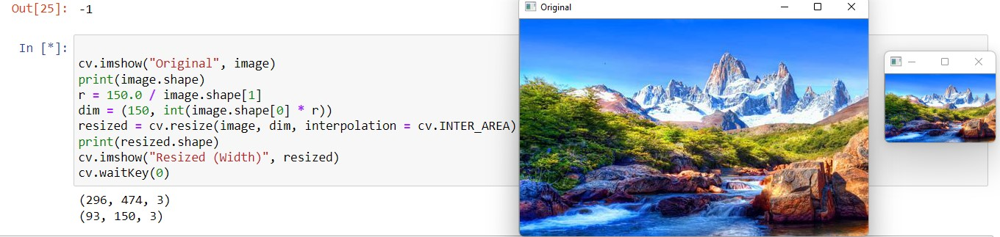 Out[25]: -1
In [*]:
cv.imshow("Original", image)
print(image.shape)
r = 150.0 / image.shape[1]
dim = (150, int(image.shape[0] * r))
resized = cv.resize(image, dim, interpolation = cv.INTER_AREA)
print(resized.shape)
cv.imshow("Resized (Width)", resized)
cv.waitKey(0)
(296, 474, 3)
(93, 150, 3)
Original